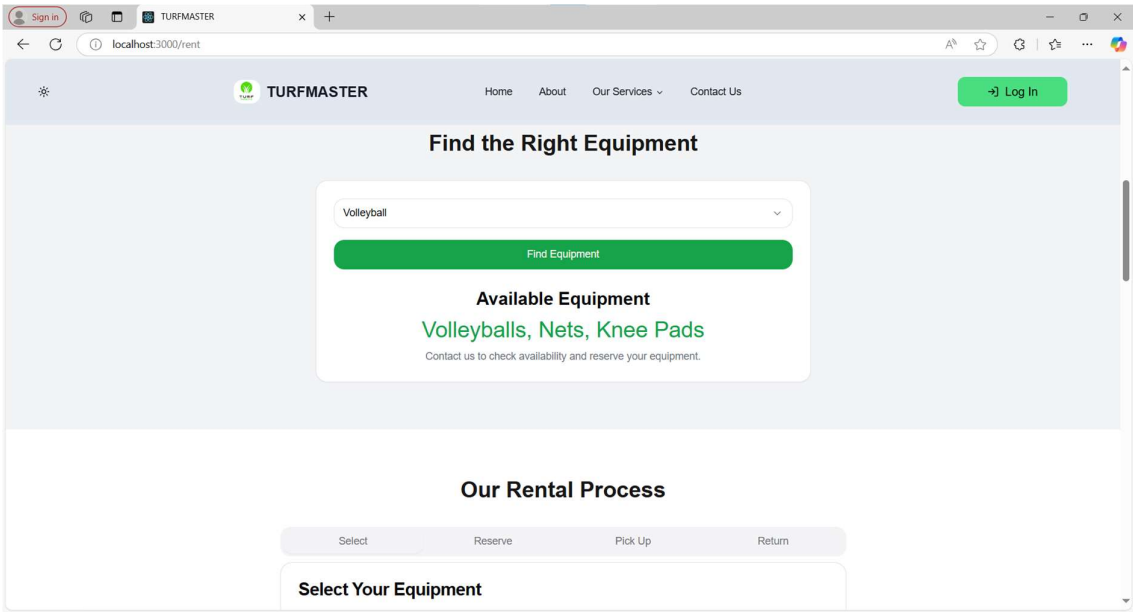 Sign in
TURFMASTER
localhost:3000/rent
TURF
TURFMASTER
Home About Our Services Contact Us
Log In
Find the Right Equipment
Volleyball
Find Equipment
Available Equipment
Volleyballs, Nets, Knee Pads
Contact us to check availability and reserve your equipment.
Our Rental Process
Select Reserve Pick Up Return
Select Your Equipment